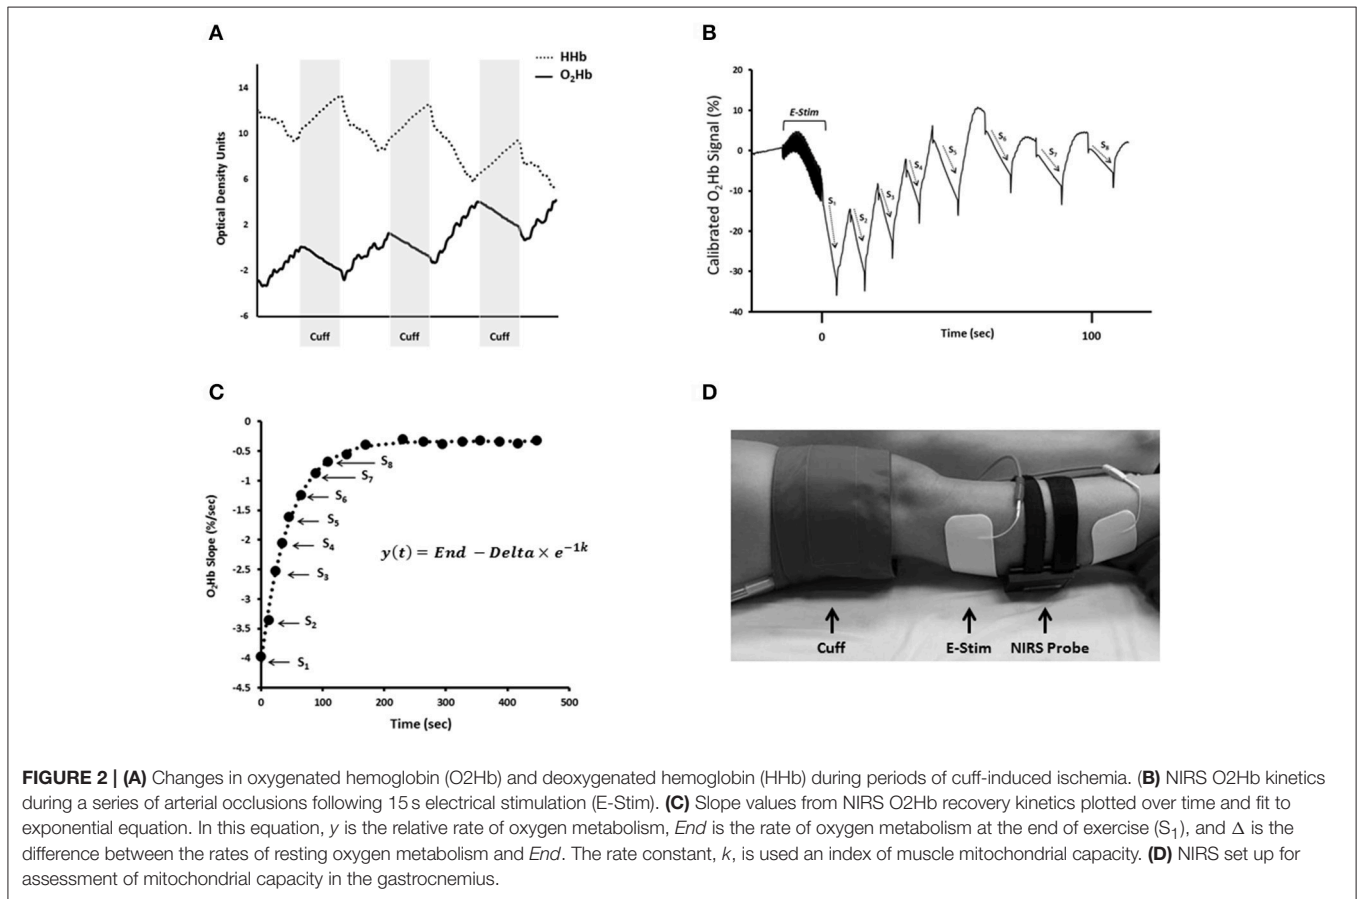 A
HHb
O₂Hb
14
10
6
2
-2
-6
Optical Density Units
Cuff
Cuff
Cuff
B
20
10
0
-10
-20
-30
-40
Calibrated O₂Hb Signal (%)
E-Stim
S₁
S₂
S₃
S₄
S₅
S₆
S₇
S₈
0
Time (sec)
100
C
0
-0.5
-1
-1.5
-2
-2.5
-3
-3.5
-4
-4.5
O₂Hb Slope (%/sec)
S₈
S₇
S₆
S₅
S₄
S₃
S₂
S₁
y(t) = End − Delta × e⁻¹ᵏ
0
100
200
300
400
500
Time (sec)
D
Cuff
E-Stim
NIRS Probe
FIGURE 2 | (A) Changes in oxygenated hemoglobin (O2Hb) and deoxygenated hemoglobin (HHb) during periods of cuff-induced ischemia. (B) NIRS O2Hb kinetics
during a series of arterial occlusions following 15 s electrical stimulation (E-Stim). (C) Slope values from NIRS O2Hb recovery kinetics plotted over time and fit to
exponential equation. In this equation, y is the relative rate of oxygen metabolism, End is the rate of oxygen metabolism at the end of exercise (S₁), and Δ is the
difference between the rates of resting oxygen metabolism and End. The rate constant, k, is used an index of muscle mitochondrial capacity. (D) NIRS set up for
assessment of mitochondrial capacity in the gastrocnemius.